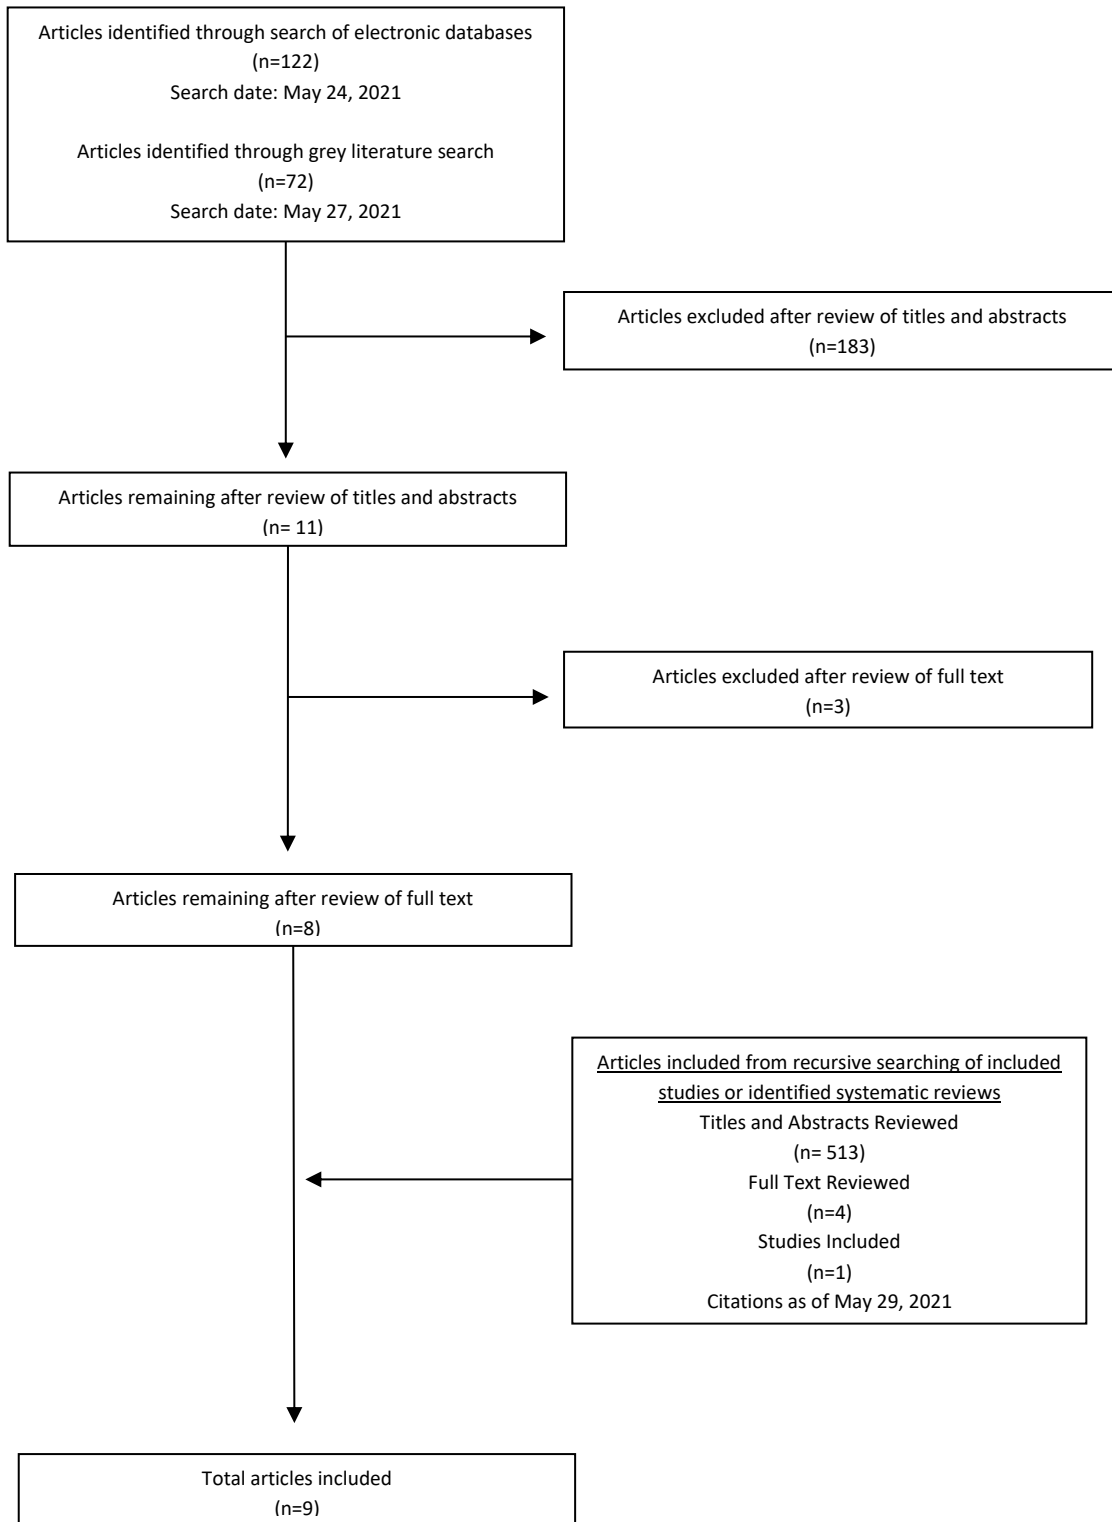 Articles identified through search of electronic databases
(n=122)
Search date: May 24, 2021
Articles identified through grey literature search
(n=72)
Search date: May 27, 2021
Articles excluded after review of titles and abstracts
(n=183)
Articles remaining after review of titles and abstracts
(n= 11)
Articles excluded after review of full text
(n=3)
Articles remaining after review of full text
(n=8)
Articles included from recursive searching of included
studies or identified systematic reviews
Titles and Abstracts Reviewed
(n= 513)
Full Text Reviewed
(n=4)
Studies Included
(n=1)
Citations as of May 29, 2021
Total articles included
(n=9)